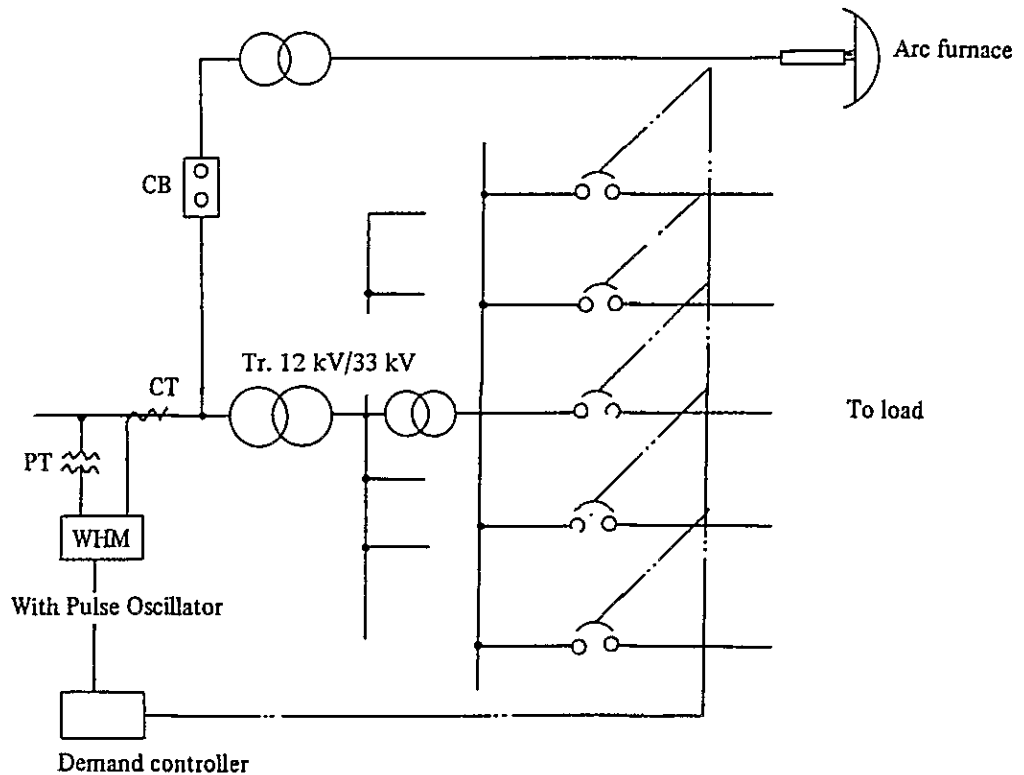 Arc furnace
CB
Tr. 12 kV/33 kV
CT
To load
PT
WHM
With Pulse Oscillator
Demand controller